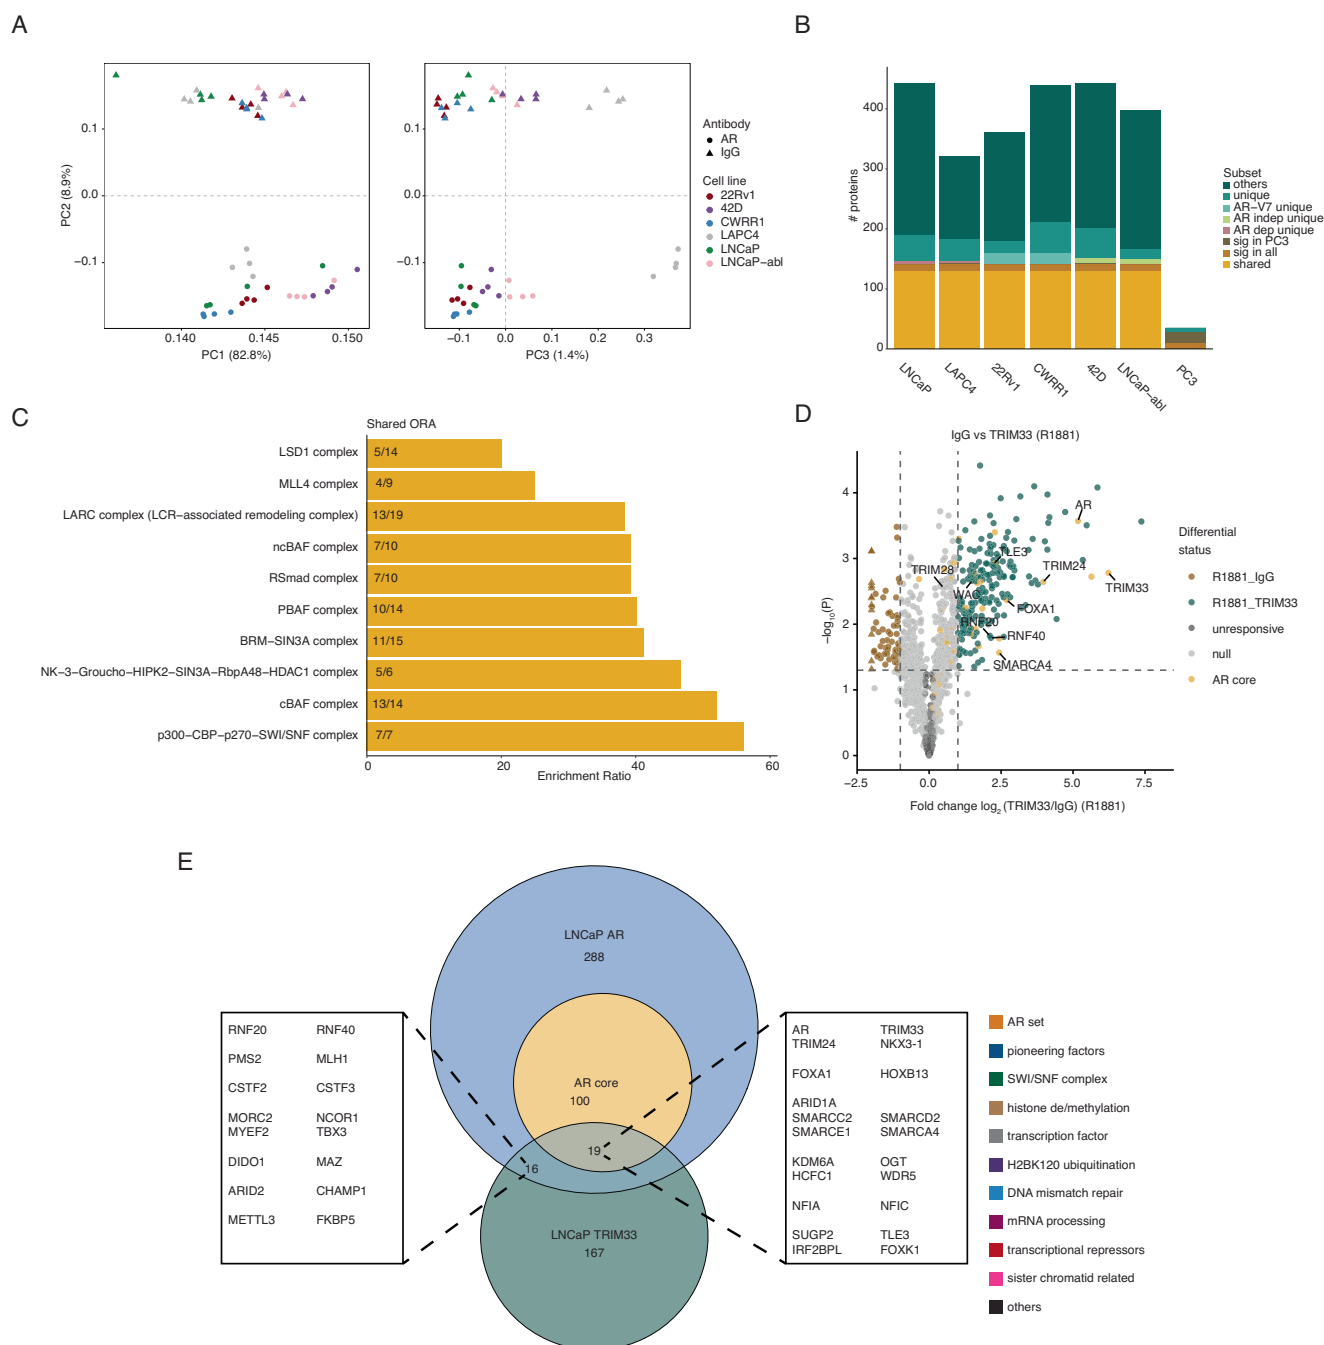 A
0.1
0.0
−0.1
PC2 (8.9%)
0.140
0.145
0.150
PC1 (82.8%)
0.1
−0.1
−0.1
0.0
0.1
0.2
0.3
PC3 (1.4%)
Antibody
AR
IgG
Cell line
22Rv1
42D
CWRR1
LAPC4
LNCaP
LNCaP-abl
B
# proteins
400
300
200
100
0
LNCaP
LAPC4
22Rv1
CWRR1
42D
LNCaP-abl
PC3
Subset
others
unique
AR−V7 unique
AR indep unique
AR dep unique
sig in PC3
sig in all
shared
C
Shared ORA
LSD1 complex 5/14
MLL4 complex 4/9
LARC complex (LCR−associated remodeling complex) 13/19
ncBAF complex 7/10
RSmad complex 7/10
PBAF complex 10/14
BRM−SIN3A complex 11/15
NK−3−Groucho−HIPK2−SIN3A−RbpA48−HDAC1 complex 5/6
cBAF complex 13/14
p300−CBP−p270−SWI/SNF complex 7/7
0 20 40 60
Enrichment Ratio
D
IgG vs TRIM33 (R1881)
−log10(P)
4
3
2
1
0
AR
TLE3
TRIM28
TRIM24
TRIM33
WAC
FOXA1
RNF20
RNF40
SMARCA4
−2.5 0.0 2.5 5.0 7.5
Fold change log2 (TRIM33/IgG) (R1881)
Differential
status
R1881_IgG
R1881_TRIM33
unresponsive
null
AR core
E
LNCaP AR
288
AR core
100
19
16
LNCaP TRIM33
167
RNF20 RNF40
PMS2 MLH1
CSTF2 CSTF3
MORC2 NCOR1
MYEF2 TBX3
DIDO1 MAZ
ARID2 CHAMP1
METTL3 FKBP5
AR TRIM33
TRIM24 NKX3-1
FOXA1 HOXB13
ARID1A
SMARCC2 SMARCD2
SMARCE1 SMARCA4
KDM6A OGT
HCFC1 WDR5
NFIA NFIC
SUGP2 TLE3
IRF2BPL FOXK1
AR set
pioneering factors
SWI/SNF complex
histone de/methylation
transcription factor
H2BK120 ubiquitination
DNA mismatch repair
mRNA processing
transcriptional repressors
sister chromatid related
others